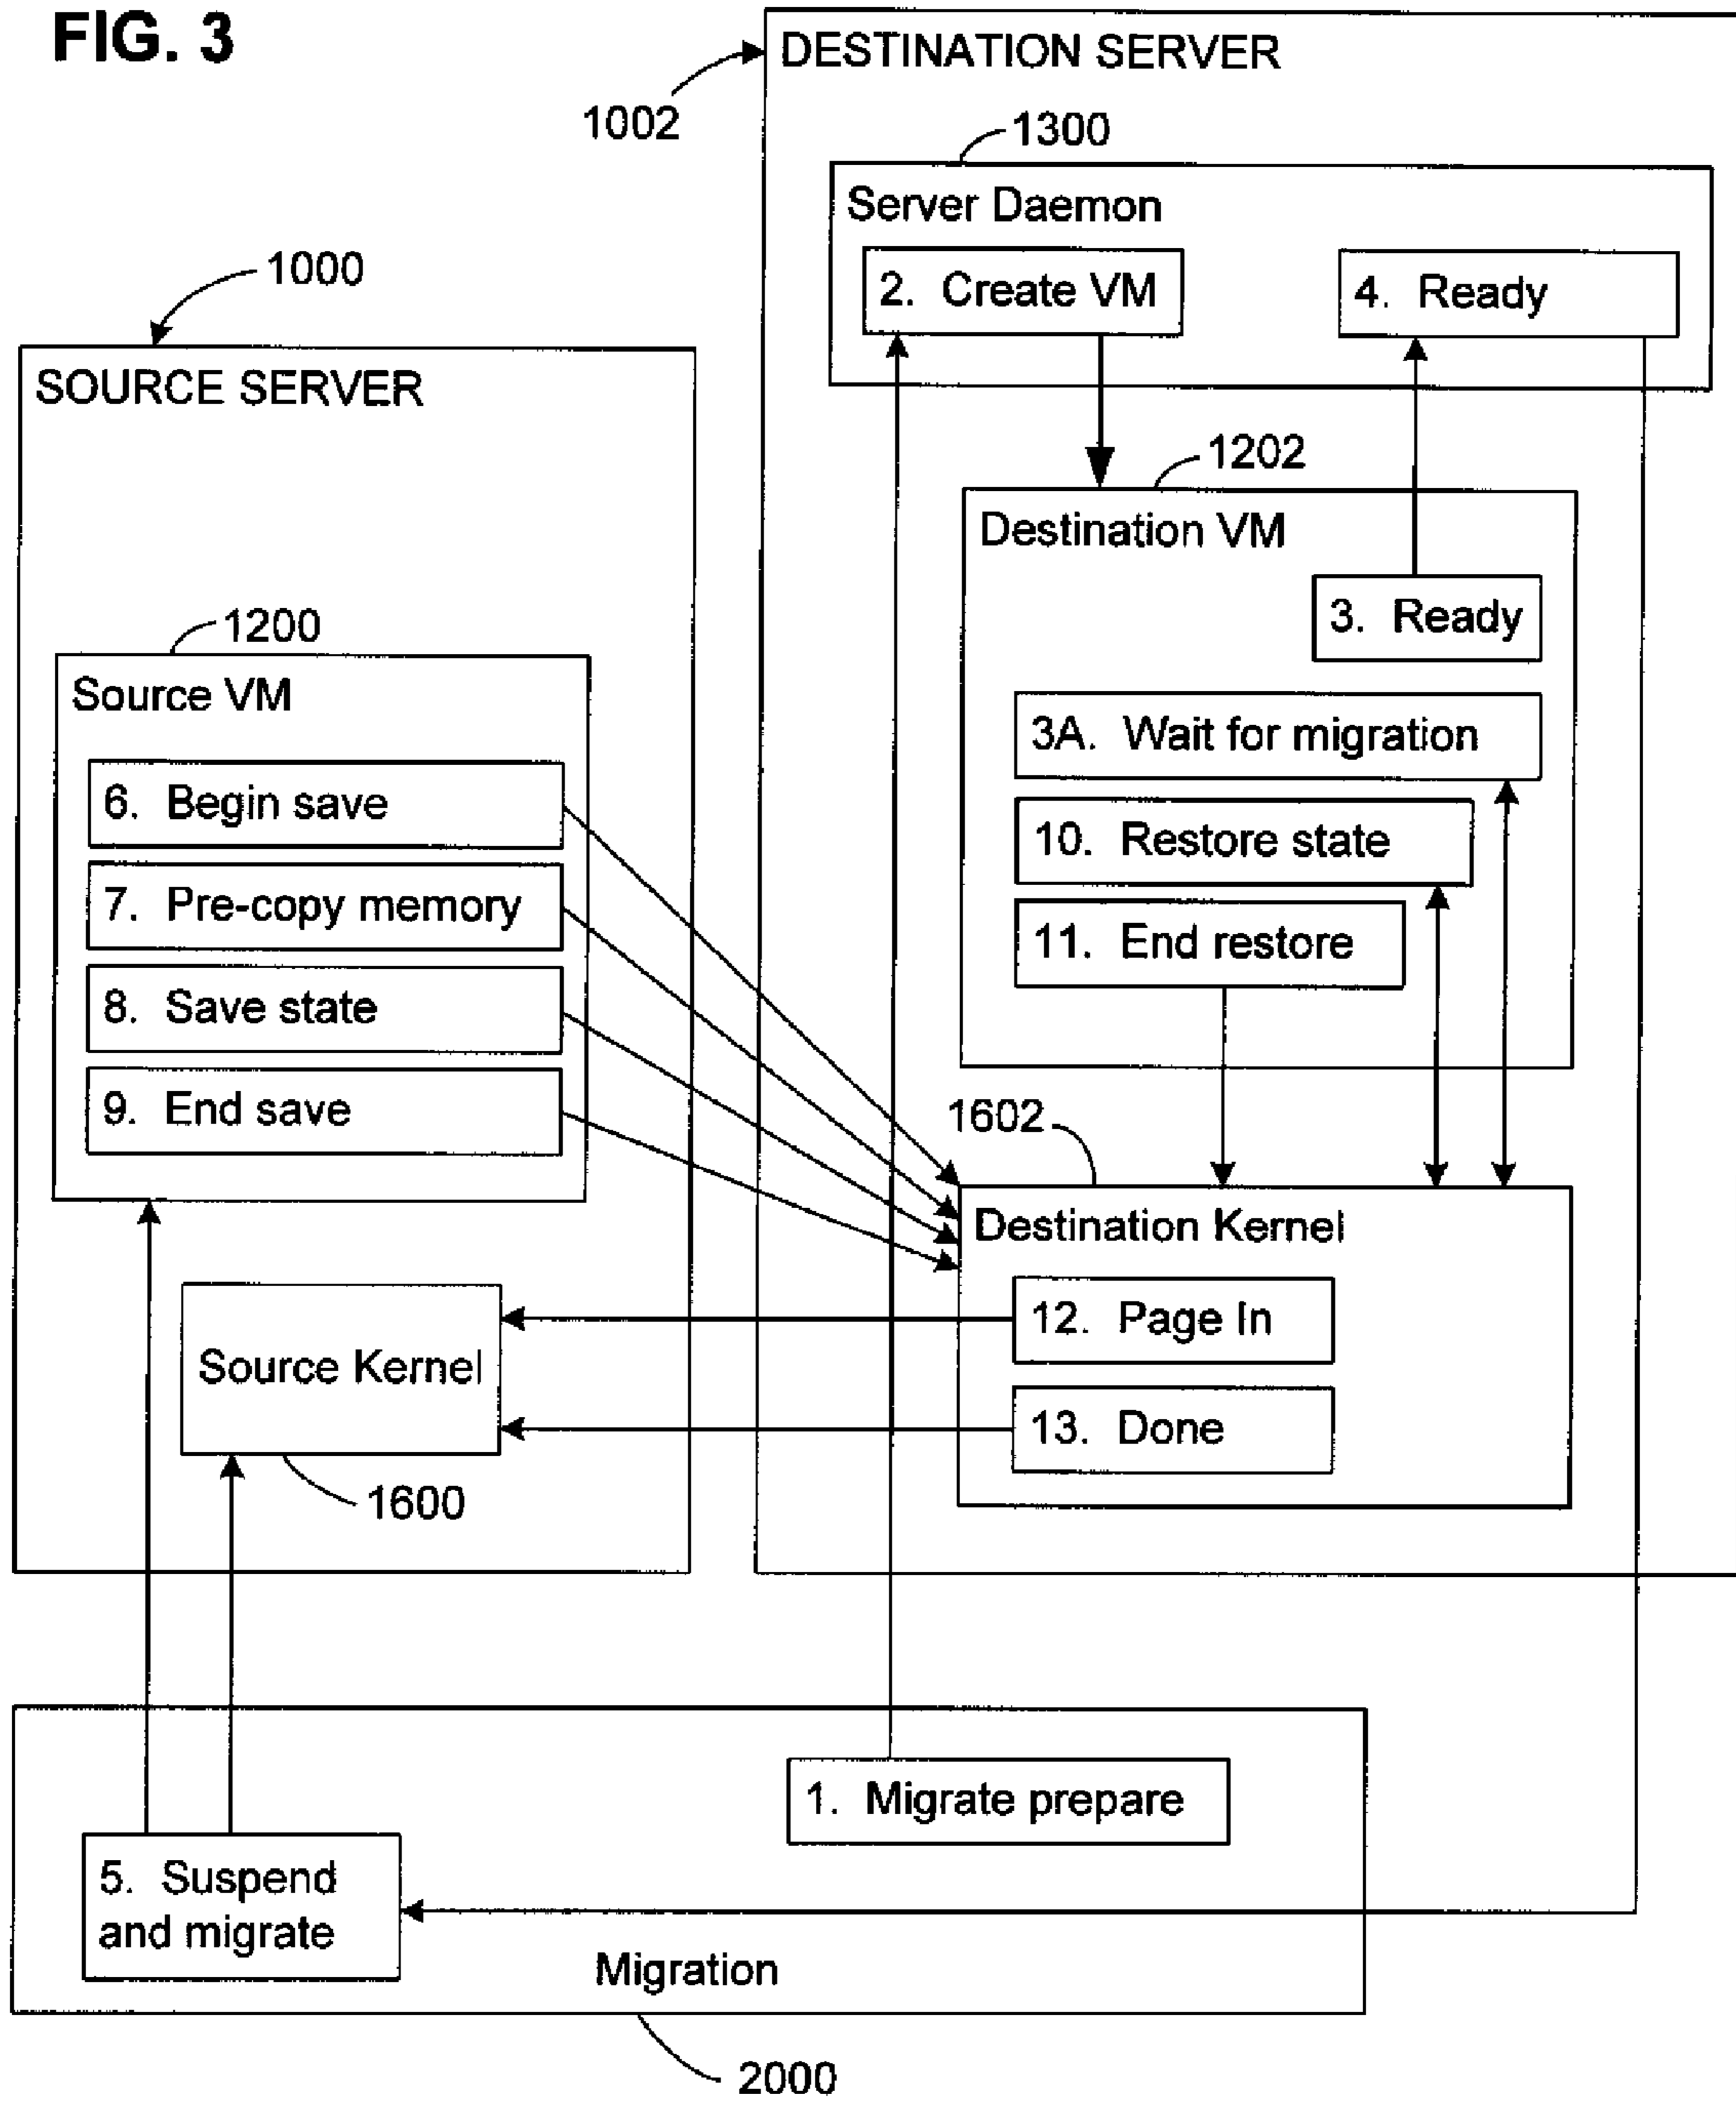 FIG. 3
DESTINATION SERVER
1002
1300
Server Daemon
2. Create VM
4. Ready
1000
SOURCE SERVER
1202
Destination VM
3. Ready
1200
Source VM
3A. Wait for migration
6. Begin save
10. Restore state
7. Pre-copy memory
11. End restore
8. Save state
9. End save
1602
Destination Kernel
12. Page In
Source Kernel
13. Done
1600
1. Migrate prepare
5. Suspend
and migrate
Migration
2000